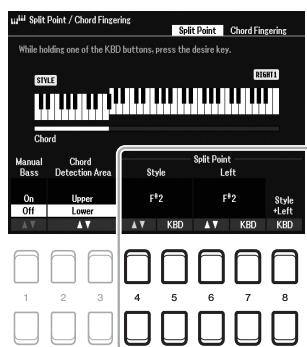 Split Point / Chord Fingering
Split Point Chord Fingering
While holding one of the KBD buttons, press the desire key.
STYLE RIGHT1
Chord
Manual Bass Chord Detection Area Split Point
Style Left
On Upper F#2 F#2 Style +Left
Off Lower
▲▼ ▲▼ ▲▼ KBD ▲▼ KBD KBD
1 2 3 4 5 6 7 8